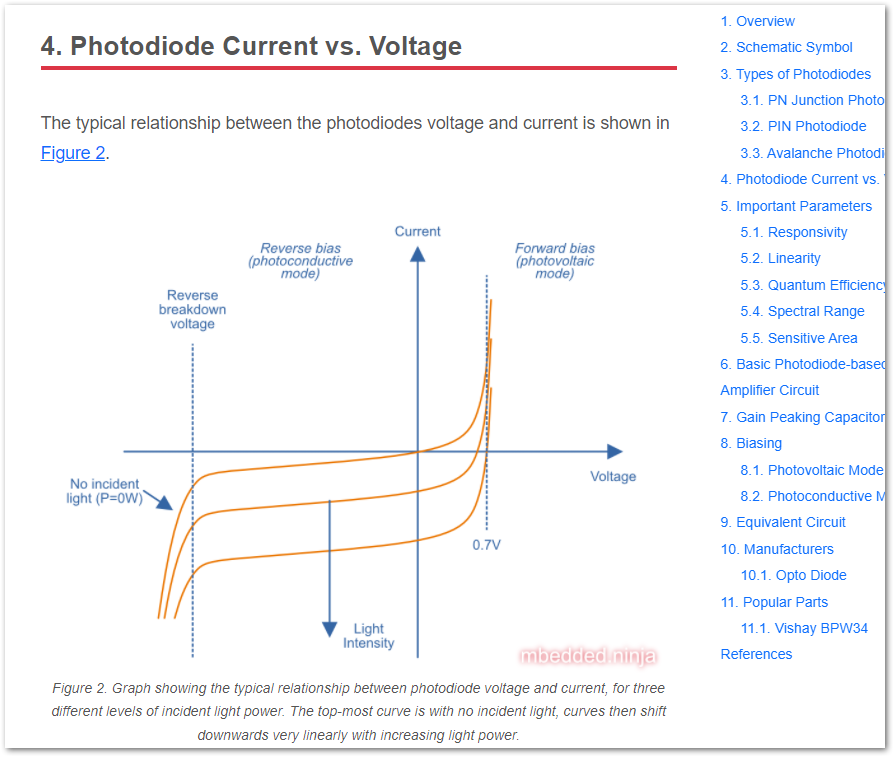 4. Photodiode Current vs. Voltage
The typical relationship between the photodiodes voltage and current is shown in
Figure 2.
Current
Reverse bias
(photoconductive
mode)
Forward bias
(photovoltaic
mode)
Reverse
breakdown
voltage
No incident
light (P=0W)
Voltage
0.7V
Light
Intensity
mbedded.ninja
Figure 2. Graph showing the typical relationship between photodiode voltage and current, for three
different levels of incident light power. The top-most curve is with no incident light, curves then shift
downwards very linearly with increasing light power.
1. Overview
2. Schematic Symbol
3. Types of Photodiodes
3.1. PN Junction Photo
3.2. PIN Photodiode
3.3. Avalanche Photodi
4. Photodiode Current vs.
5. Important Parameters
5.1. Responsivity
5.2. Linearity
5.3. Quantum Efficiency
5.4. Spectral Range
5.5. Sensitive Area
6. Basic Photodiode-based
Amplifier Circuit
7. Gain Peaking Capacitor
8. Biasing
8.1. Photovoltaic Mode
8.2. Photoconductive M
9. Equivalent Circuit
10. Manufacturers
10.1. Opto Diode
11. Popular Parts
11.1. Vishay BPW34
References